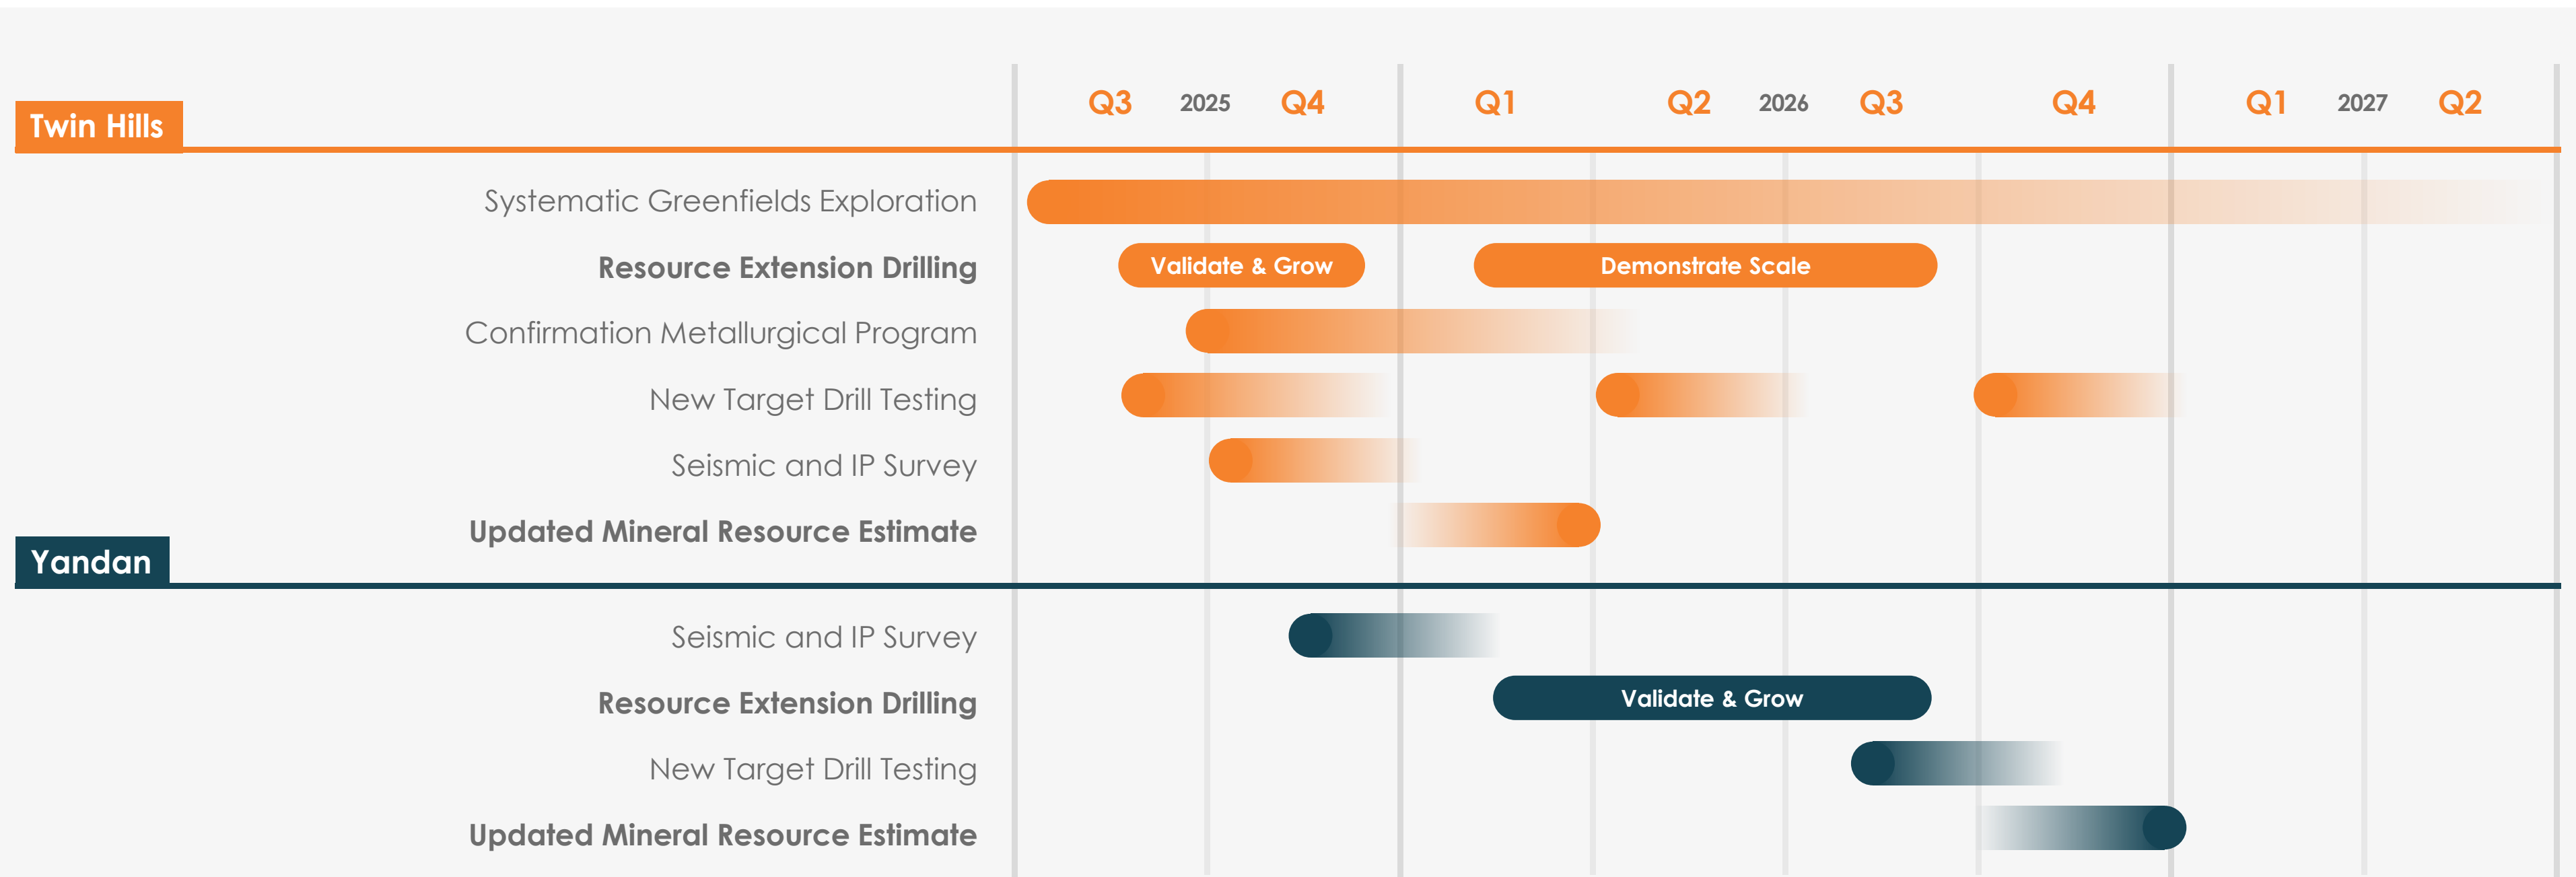 Q3 2025 Q4 Q1 Q2 2026 Q3 Q4 Q1 2027 Q2
Twin Hills
Systematic Greenfields Exploration
Resource Extension Drilling Validate & Grow Demonstrate Scale
Confirmation Metallurgical Program
New Target Drill Testing
Seismic and IP Survey
Updated Mineral Resource Estimate
Yandan
Seismic and IP Survey
Resource Extension Drilling Validate & Grow
New Target Drill Testing
Updated Mineral Resource Estimate